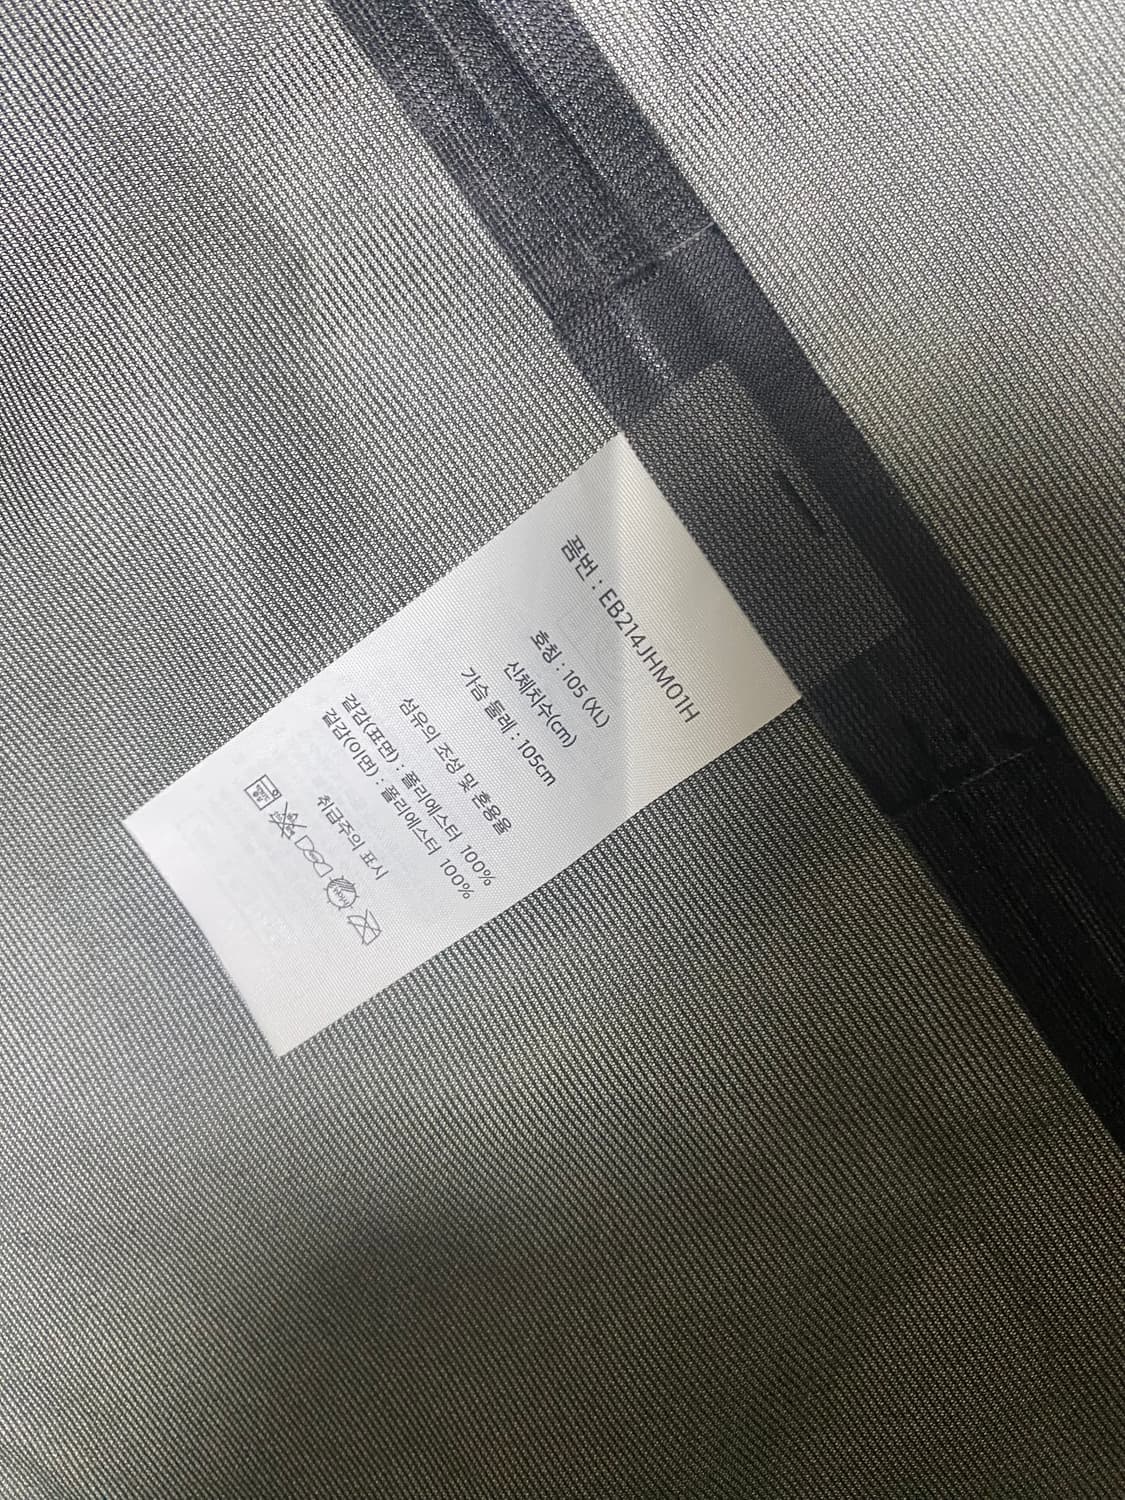 품번 : EB214JHM01H
호칭 : 105 (XL)
신체치수(cm)
가슴 둘레 : 105cm
섬유의 조성 및 혼용율
겉감(표면) : 폴리에스터 100%
겉감(이면) : 폴리에스터 100%
취급주의 표시